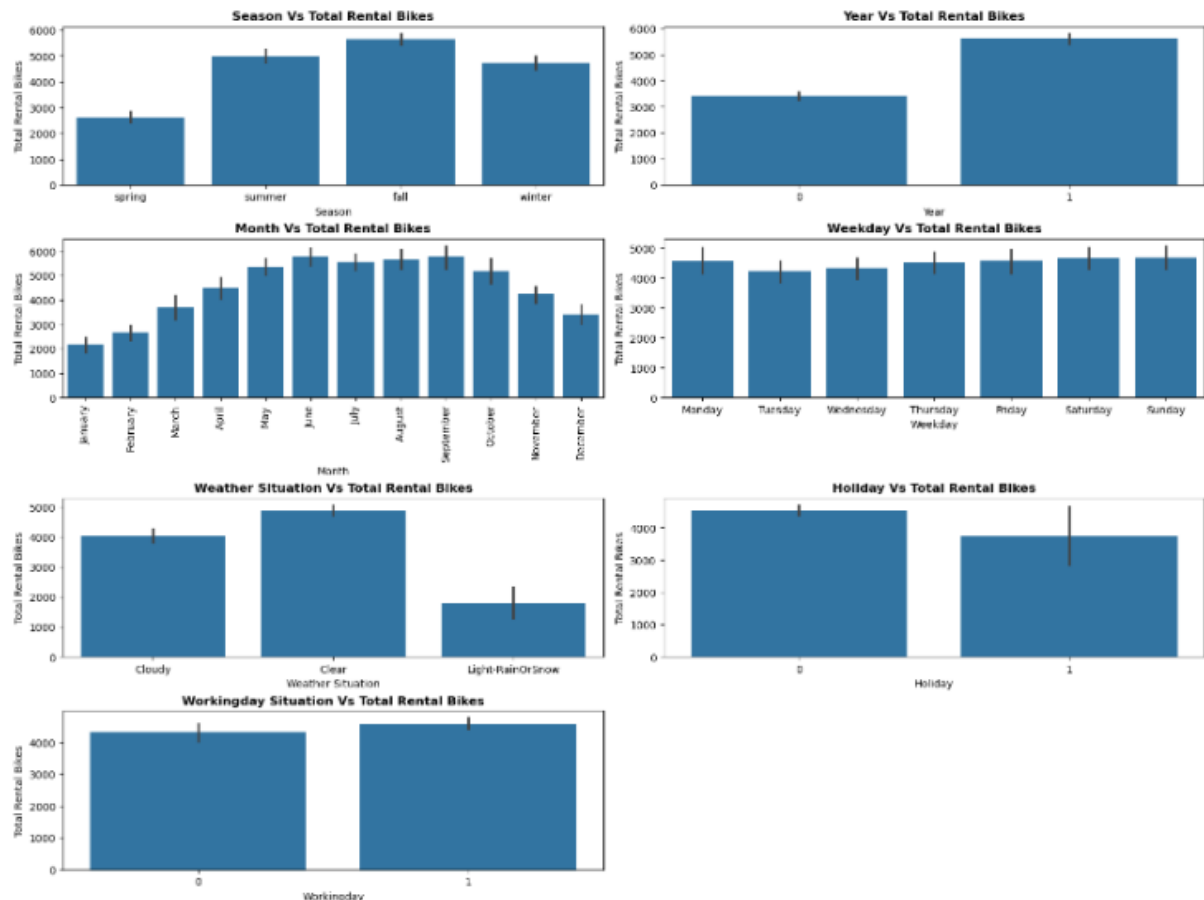 Season Vs Total Rental Bikes
Total Rental Bikes
6000
5000
4000
3000
2000
1000
0
spring summer fall winter
Season
Year Vs Total Rental Bikes
Total Rental Bikes
6000
5000
4000
3000
2000
1000
0
0 1
Year
Month Vs Total Rental Bikes
Total Rental Bikes
6000
5000
4000
3000
2000
1000
0
January February March April May June July August September October November December
Month
Weekday Vs Total Rental Bikes
Total Rental Bikes
5000
4000
3000
2000
1000
0
Monday Tuesday Wednesday Thursday Friday Saturday Sunday
Weekday
Weather Situation Vs Total Rental Bikes
Total Rental Bikes
5000
4000
3000
2000
1000
0
Cloudy Clear Light-RainOrSnow
Weather Situation
Holiday Vs Total Rental Bikes
Total Rental Bikes
4000
3000
2000
1000
0
0 1
Holiday
Workingday Situation Vs Total Rental Bikes
Total Rental Bikes
4000
3000
2000
1000
0
0 1
Workingday